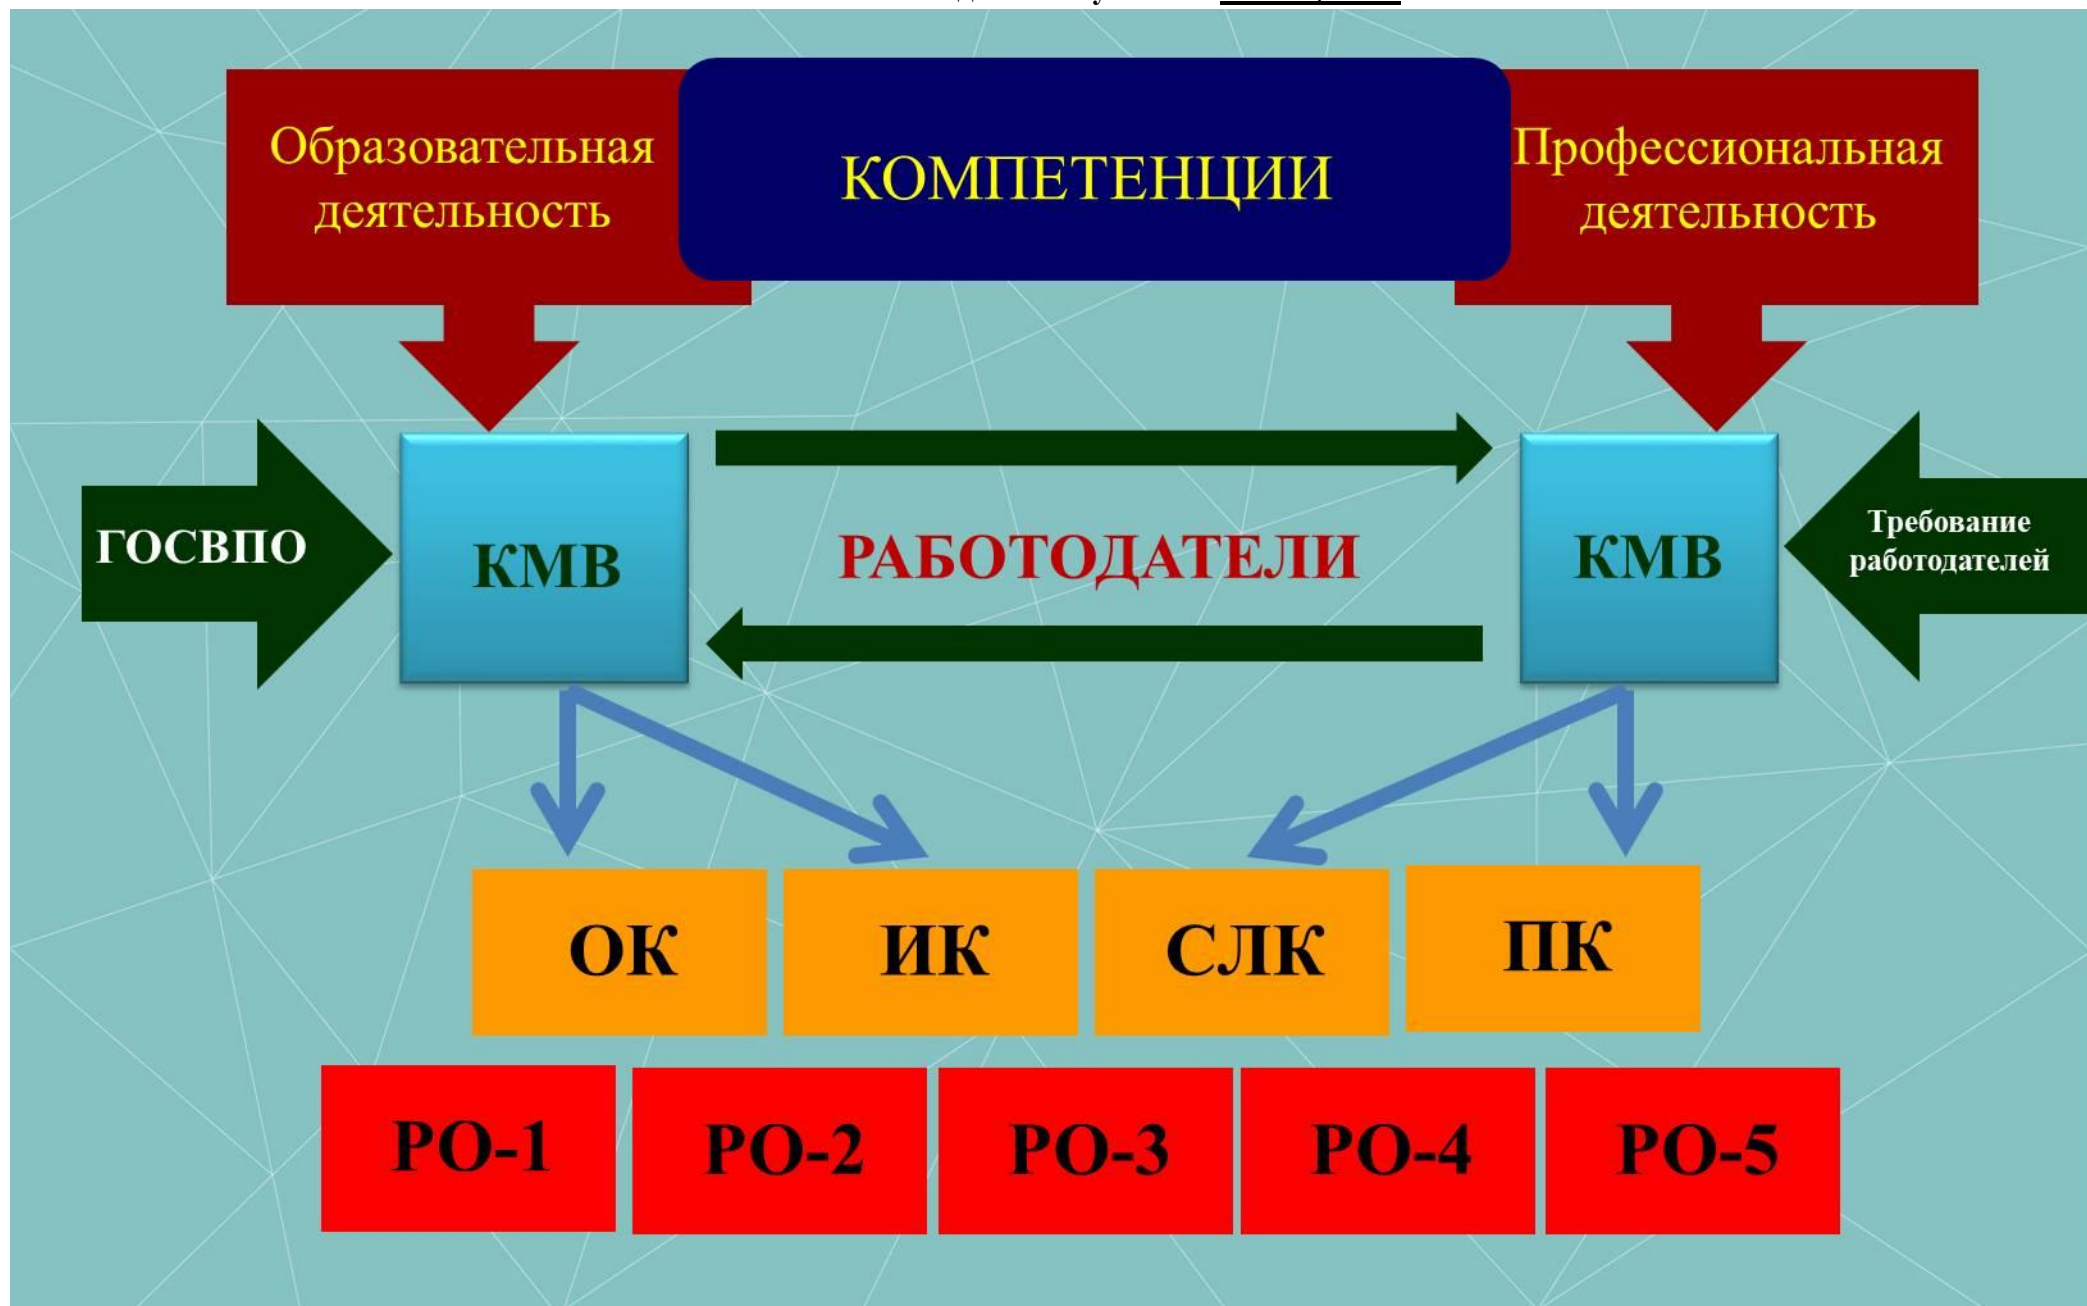 Образовательная
деятельность
КОМПЕТЕНЦИИ
Профессиональная
деятельность
ГОСВПО
КМВ
РАБОТОДАТЕЛИ
КМВ
Требование
работодателей
ОК
ИК
СЛК
ПК
РО-1
РО-2
РО-3
РО-4
РО-5